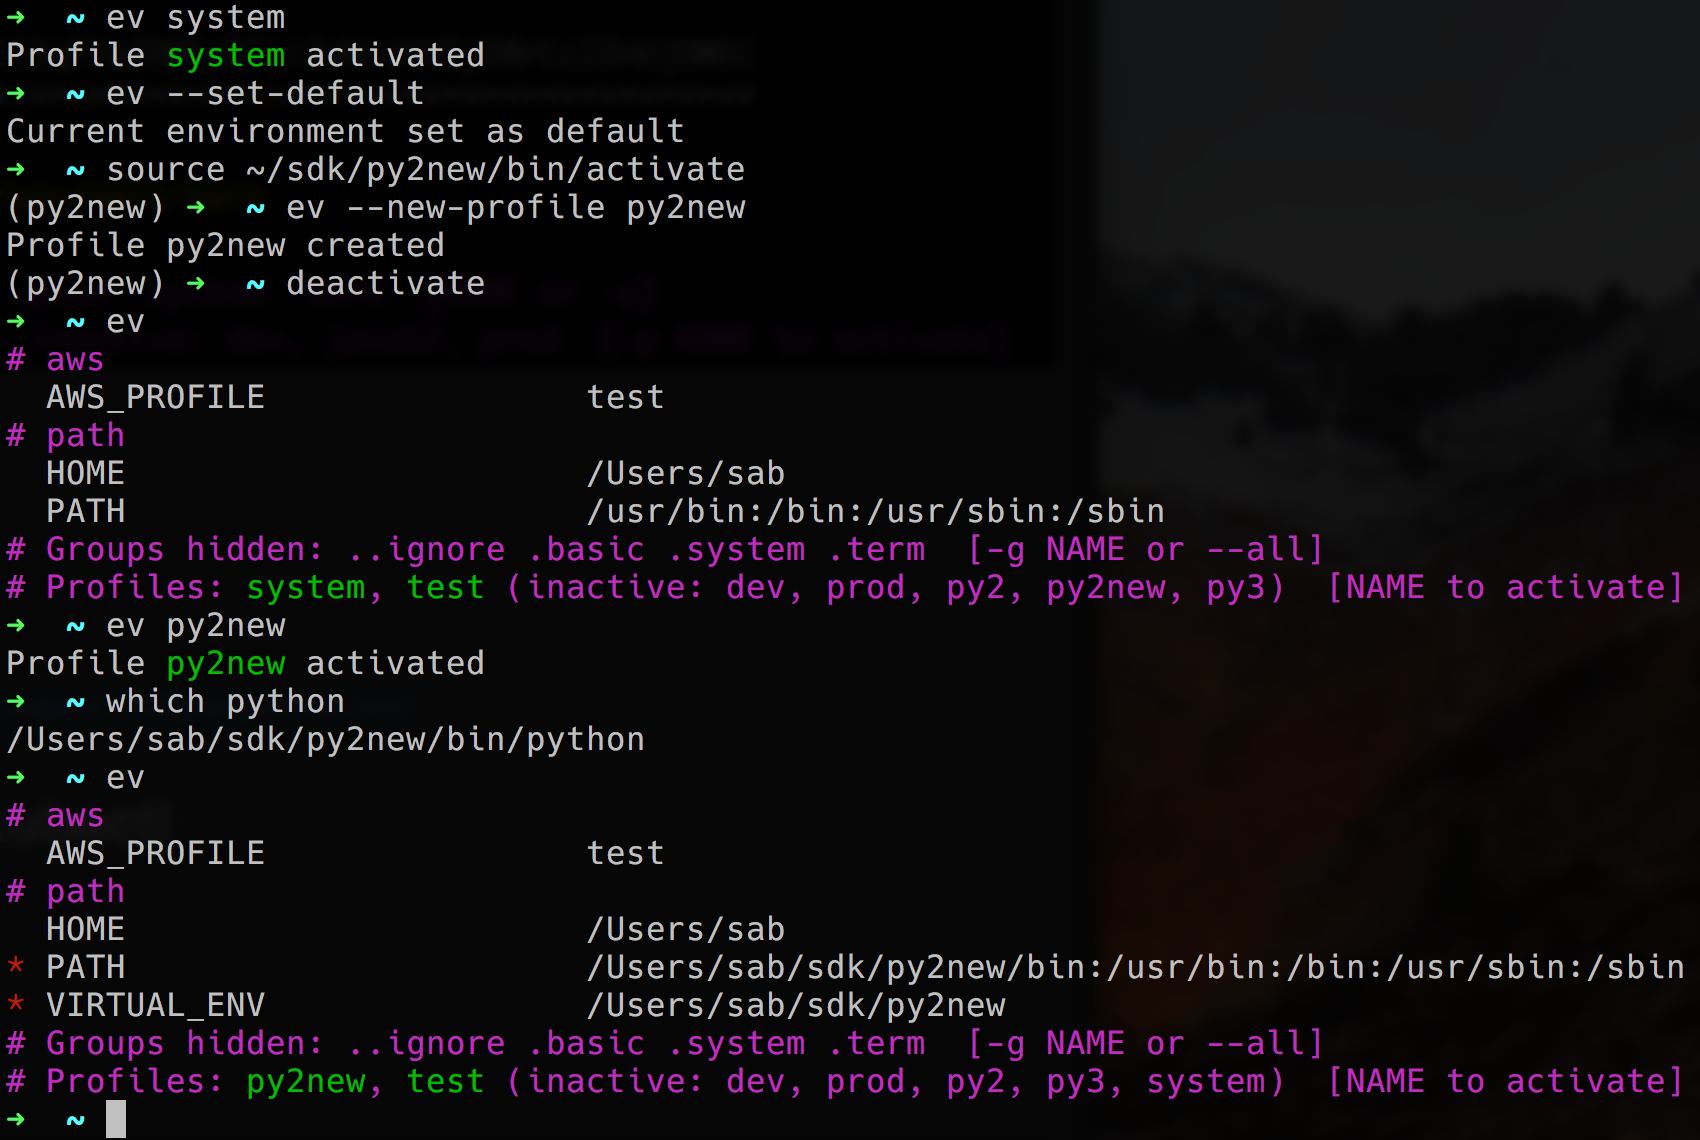 ➜  ~ ev system
Profile system activated
➜  ~ ev --set-default
Current environment set as default
➜  ~ source ~/sdk/py2new/bin/activate
(py2new) ➜  ~ ev --new-profile py2new
Profile py2new created
(py2new) ➜  ~ deactivate
➜  ~ ev
# aws
  AWS_PROFILE                test
# path
  HOME                       /Users/sab
  PATH                       /usr/bin:/bin:/usr/sbin:/sbin
# Groups hidden: ..ignore .basic .system .term  [-g NAME or --all]
# Profiles: system, test (inactive: dev, prod, py2, py2new, py3)  [NAME to activate]
➜  ~ ev py2new
Profile py2new activated
➜  ~ which python
/Users/sab/sdk/py2new/bin/python
➜  ~ ev
# aws
  AWS_PROFILE                test
# path
  HOME                       /Users/sab
* PATH                       /Users/sab/sdk/py2new/bin:/usr/bin:/bin:/usr/sbin:/sbin
* VIRTUAL_ENV                /Users/sab/sdk/py2new
# Groups hidden: ..ignore .basic .system .term  [-g NAME or --all]
# Profiles: py2new, test (inactive: dev, prod, py2, py3, system)  [NAME to activate]
➜  ~